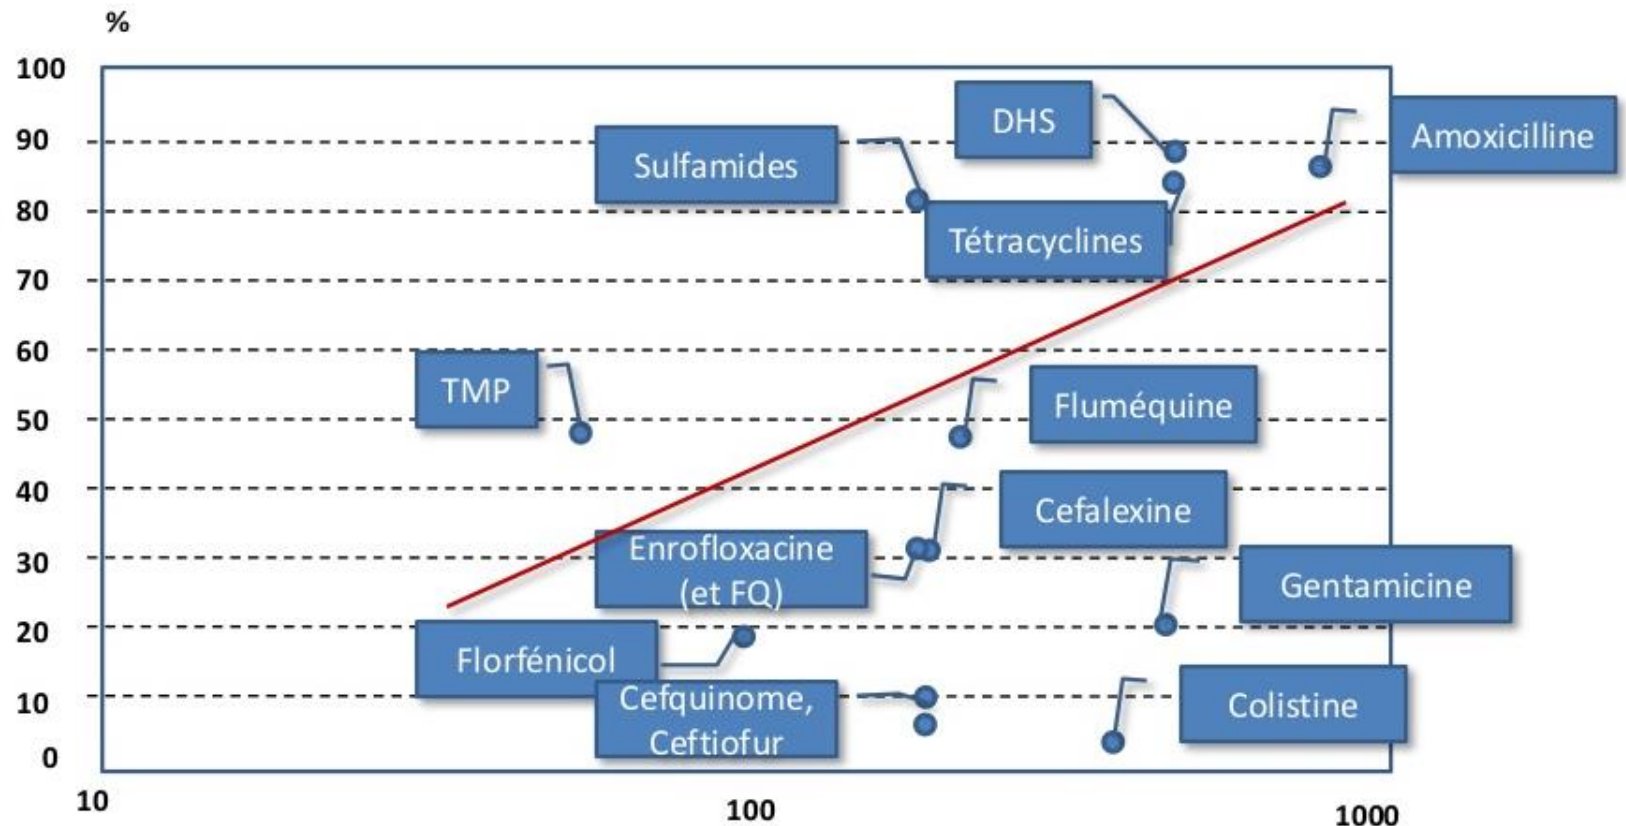 %
100
90
80
70
60
50
40
30
20
10
0
DHS
Amoxicilline
Sulfamides
Tétracyclines
TMP
Fluméquine
Cefalexine
Enrofloxacine
(et FQ)
Gentamicine
Florfénicol
Cefquinome,
Ceftiofur
Colistine
10
100
1000